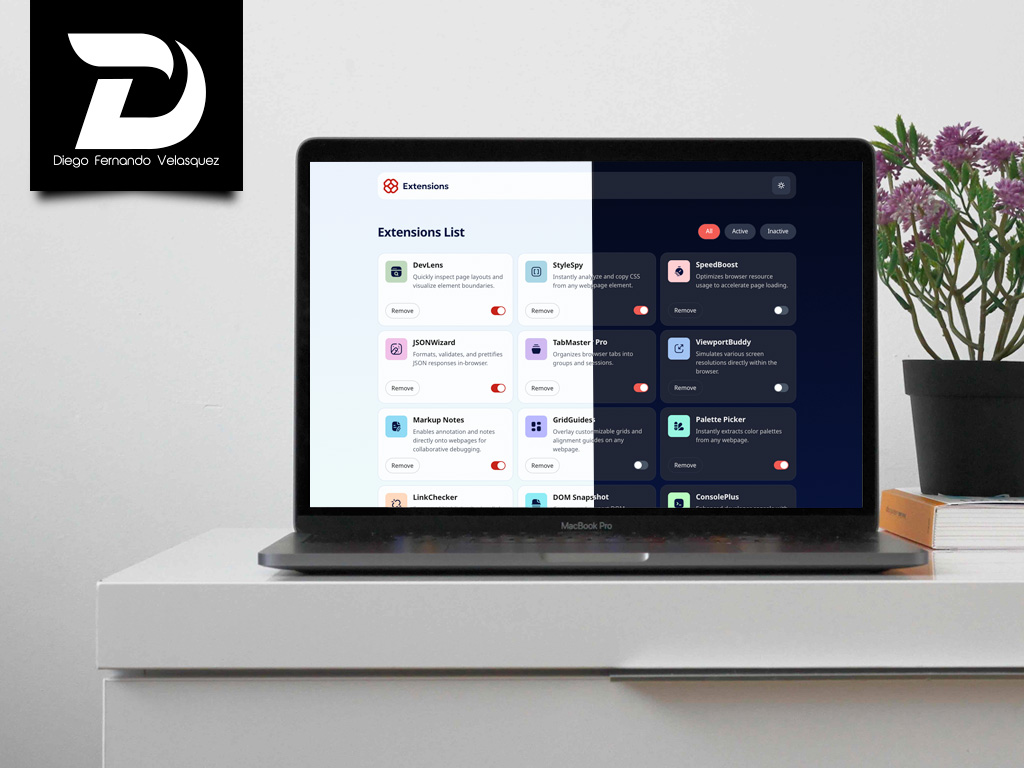 Diego Fernando Velasquez
Extensions
Extensions List
All
Active
Inactive
DevLens
Quickly inspect page layouts and
visualize element boundaries.
Remove
StyleSpy
Instantly analyze and copy CSS
from any webpage element.
Remove
SpeedBoost
Optimizes browser resource
usage to accelerate page loading.
Remove
JSONWizard
Formats, validates, and prettifies
JSON responses in-browser.
Remove
TabMaster Pro
Organizes browser tabs into
groups and sessions.
Remove
ViewportBuddy
Simulates various screen
resolutions directly within the
browser.
Remove
Markup Notes
Enables annotation and notes
directly onto webpages for
collaborative debugging.
Remove
GridGuides
Overlay customizable grids and
alignment guides on any
webpage.
Remove
Palette Picker
Instantly extracts color palettes
from any webpage.
Remove
LinkChecker
DOM Snapshot
ConsolePlus
MacBook Pro